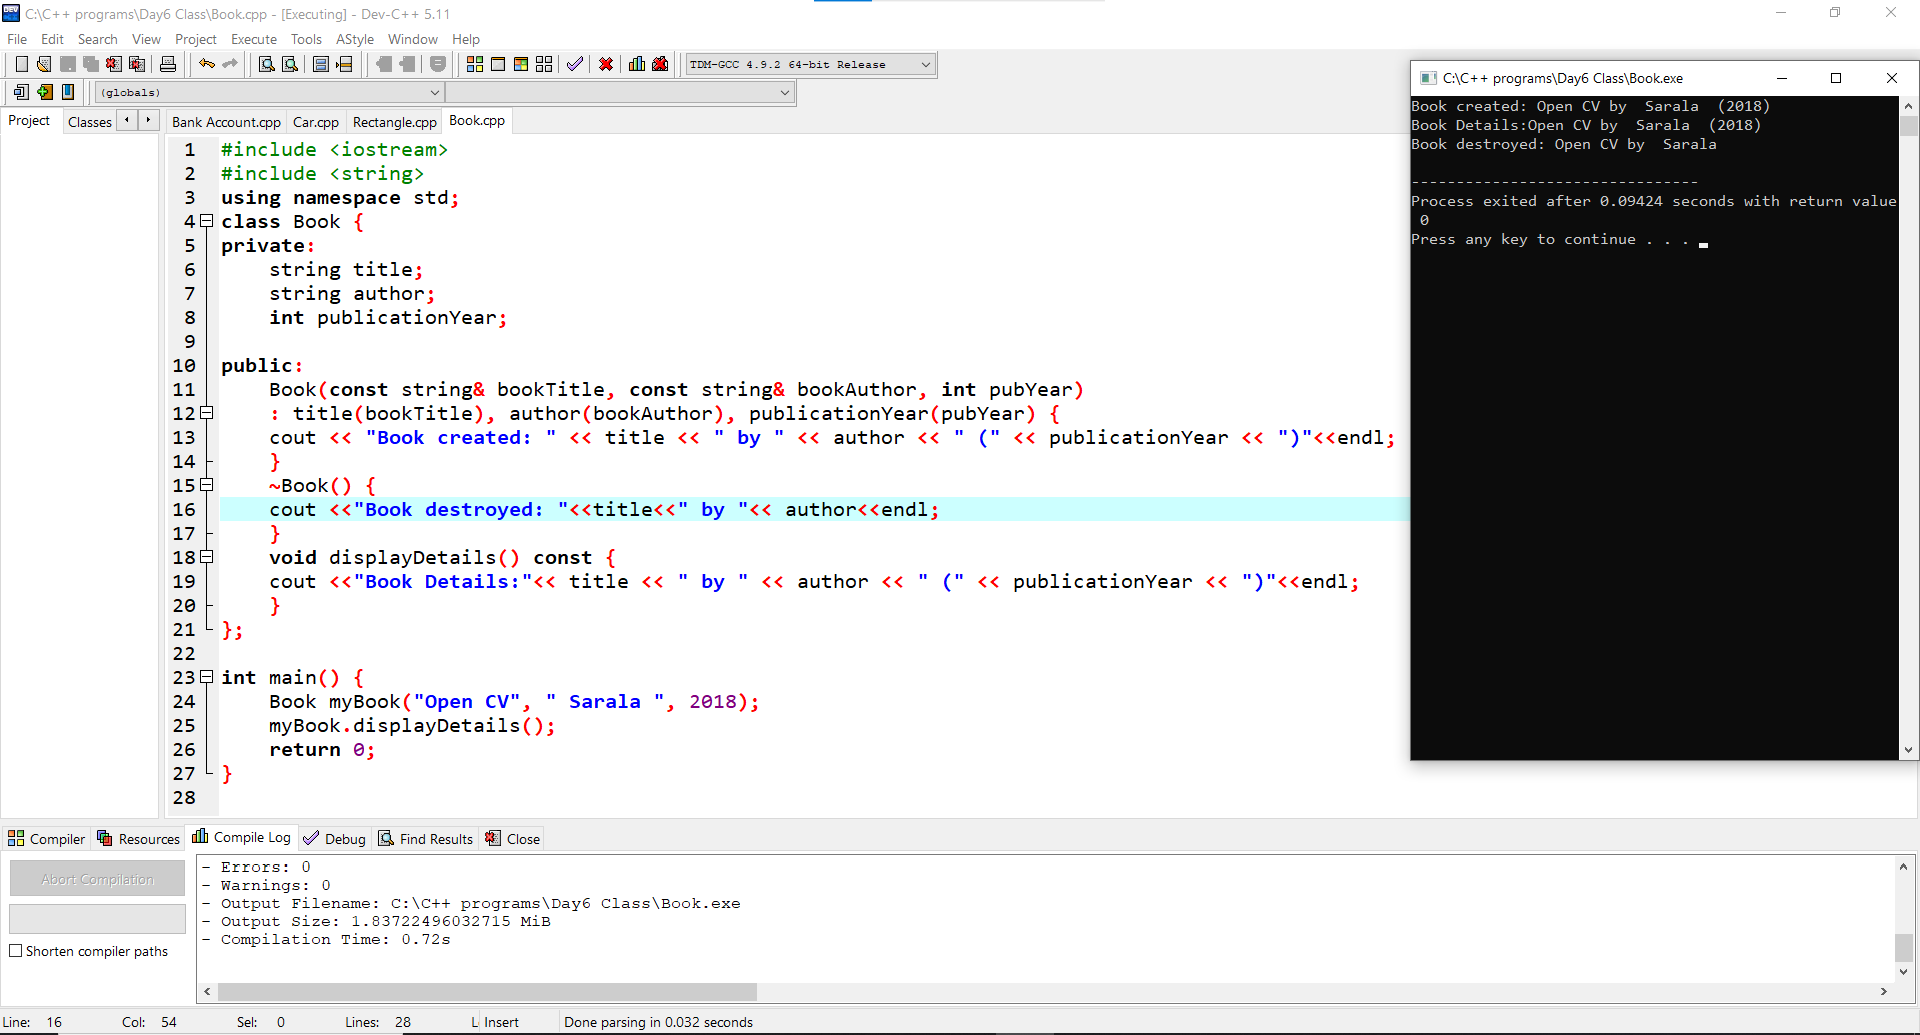 C:\C++ programs\Day6 Class\Book.cpp - [Executing] - Dev-C++ 5.11
File Edit Search View Project Execute Tools AStyle Window Help
TDM-GCC 4.9.2 64-bit Release
(globals)
Project Classes
Bank Account.cpp Car.cpp Rectangle.cpp Book.cpp
1 #include <iostream>
2 #include <string>
3 using namespace std;
4 class Book {
5 private:
6 string title;
7 string author;
8 int publicationYear;
9
10 public:
11 Book(const string& bookTitle, const string& bookAuthor, int pubYear)
12 : title(bookTitle), author(bookAuthor), publicationYear(pubYear) {
13 cout << "Book created: " << title << " by " << author << " (" << publicationYear << ")"<<endl;
14 }
15 ~Book() {
16 cout <<"Book destroyed: "<<title<<" by "<< author<<endl;
17 }
18 void displayDetails() const {
19 cout <<"Book Details:"<< title << " by " << author << " (" << publicationYear << ")"<<endl;
20 }
21 };
22
23 int main() {
24 Book myBook("Open CV", " Sarala ", 2018);
25 myBook.displayDetails();
26 return 0;
27 }
28
C:\C++ programs\Day6 Class\Book.exe
Book created: Open CV by  Sarala  (2018)
Book Details:Open CV by  Sarala  (2018)
Book destroyed: Open CV by  Sarala
--------------------------------
Process exited after 0.09424 seconds with return value
0
Press any key to continue . . .
Compiler Resources Compile Log Debug Find Results Close
Abort Compilation
Shorten compiler paths
- Errors: 0
- Warnings: 0
- Output Filename: C:\C++ programs\Day6 Class\Book.exe
- Output Size: 1.83722496032715 MiB
- Compilation Time: 0.72s
Line: 16 Col: 54 Sel: 0 Lines: 28 L Insert Done parsing in 0.032 seconds